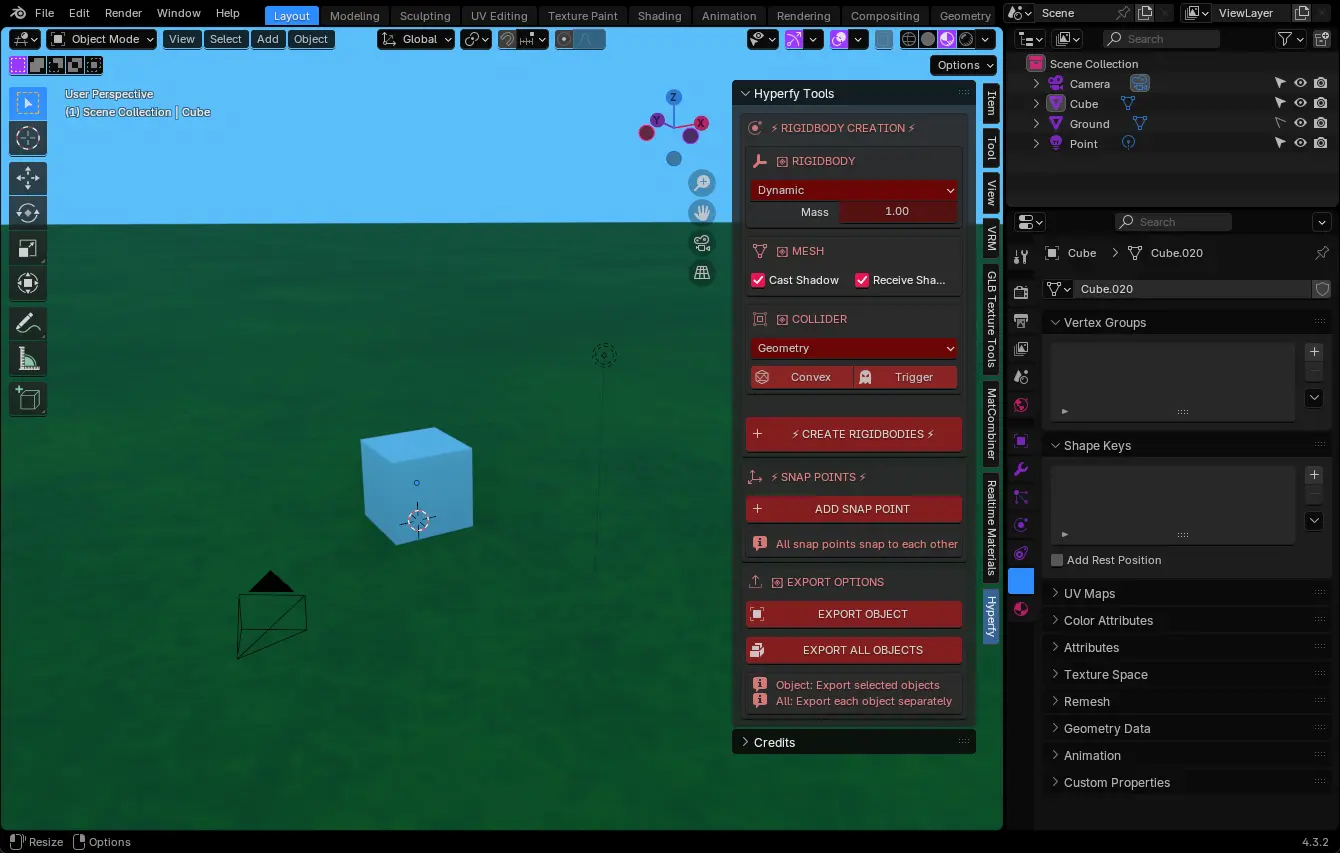 File Edit Render Window Help Layout Modeling Sculpting UV Editing Texture Paint Shading Animation Rendering Compositing Geometry Scene ViewLayer
Object Mode View Select Add Object Global Search
Options
User Perspective
(1) Scene Collection | Cube
Z
Y
X
Hyperfy Tools
⚡ RIGIDBODY CREATION ⚡
RIGIDBODY
Dynamic
Mass 1.00
MESH
Cast Shadow Receive Sha...
COLLIDER
Geometry
Convex Trigger
+ ⚡ CREATE RIGIDBODIES ⚡
⚡ SNAP POINTS ⚡
+ ADD SNAP POINT
All snap points snap to each other
EXPORT OPTIONS
EXPORT OBJECT
EXPORT ALL OBJECTS
Object: Export selected objects
All: Export each object separately
Credits
Item
Tool
View
VRM
GLB Texture Tools
MatCombiner
Realtime Materials
Hyperfy
Scene Collection
Camera
Cube
Ground
Point
Search
Cube > Cube.020
Cube.020
Vertex Groups
Shape Keys
Add Rest Position
UV Maps
Color Attributes
Attributes
Texture Space
Remesh
Geometry Data
Animation
Custom Properties
Resize Options 4.3.2